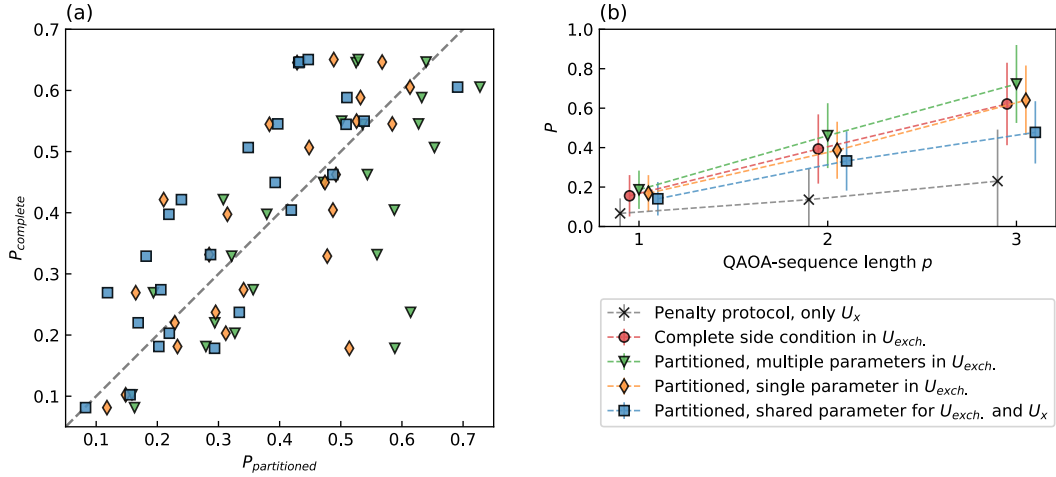 (a)
0.7
0.6
0.5
0.4
0.3
0.2
0.1
P_complete
0.1 0.2 0.3 0.4 0.5 0.6 0.7
P_partitioned
(b)
1.0
0.8
0.6
0.4
0.2
0.0
P
1 2 3
QAOA-sequence length p
Penalty protocol, only U_x
Complete side condition in U_exch.
Partitioned, multiple parameters in U_exch.
Partitioned, single parameter in U_exch.
Partitioned, shared parameter for U_exch. and U_x